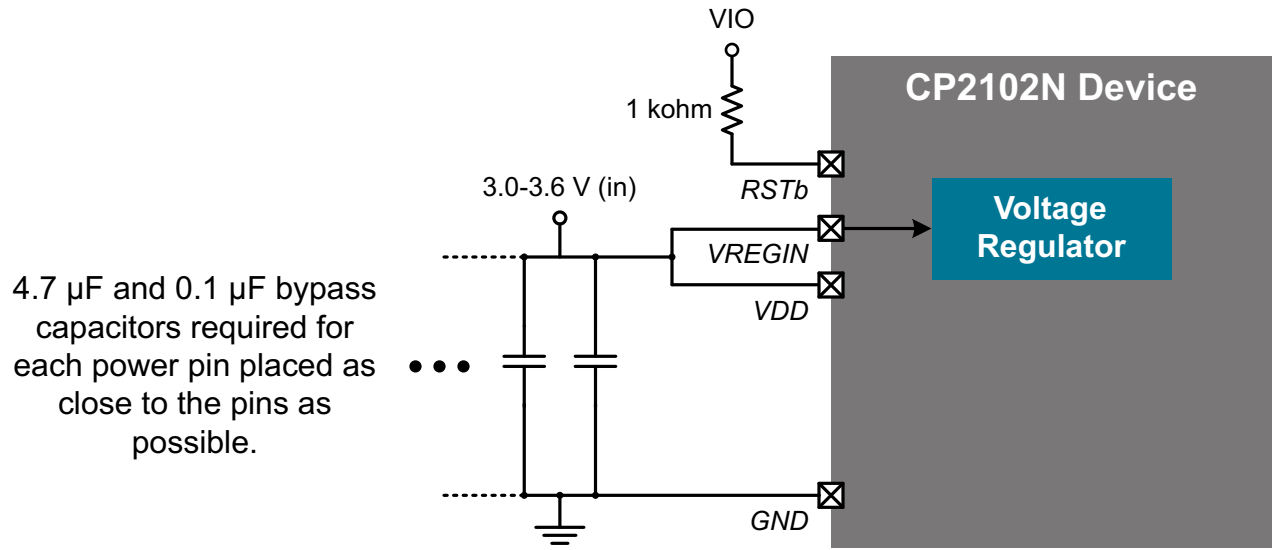 VIO
CP2102N Device
1 kohm
RSTb
3.0-3.6 V (in)
Voltage
Regulator
VREGIN
4.7 µF and 0.1 µF bypass
capacitors required for
each power pin placed as
close to the pins as
possible.
VDD
GND